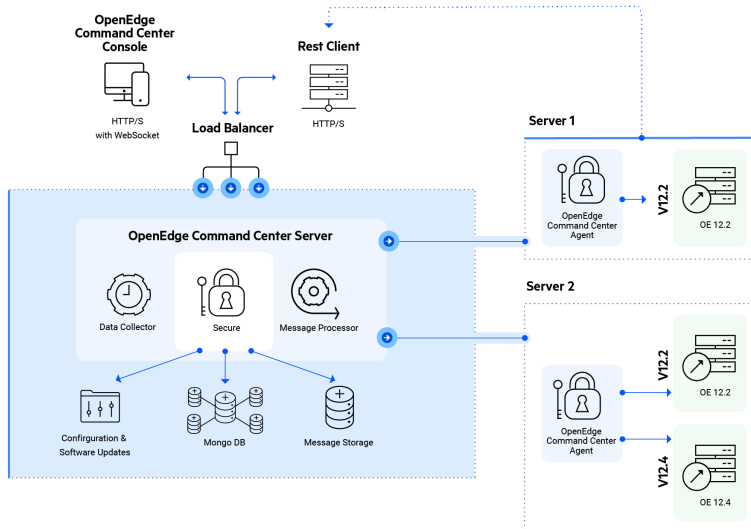 OpenEdge
Command Center
Console
HTTP/S
with WebSocket
Rest Client
HTTP/S
Load Balancer
OpenEdge Command Center Server
Data Collector
Secure
Message Processor
Confirguration &
Software Updates
Mongo DB
Message Storage
Server 1
OpenEdge
Command Center
Agent
V12.2
OE 12.2
Server 2
OpenEdge
Command Center
Agent
V12.2
OE 12.2
V12.4
OE 12.4